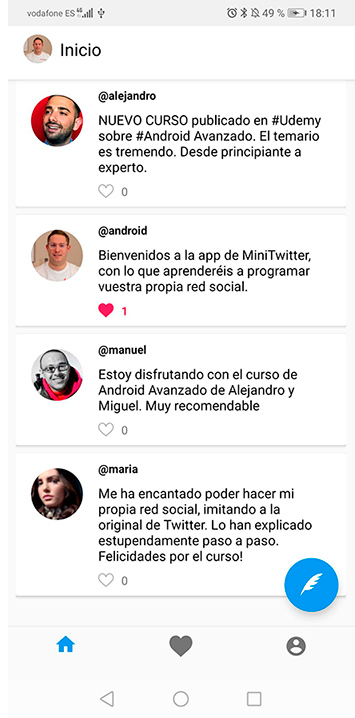 vodafone ES 4G 49 % 18:11
Inicio
@alejandro
NUEVO CURSO publicado en #Udemy
sobre #Android Avanzado. El temario
es tremendo. Desde principiante a
experto.
0
@android
Bienvenidos a la app de MiniTwitter,
con lo que aprenderéis a programar
vuestra propia red social.
1
@manuel
Estoy disfrutando con el curso de
Android Avanzado de Alejandro y
Miguel. Muy recomendable
0
@maria
Me ha encantado poder hacer mi
propia red social, imitando a la
original de Twitter. Lo han explicado
estupendamente paso a paso.
Felicidades por el curso!
0